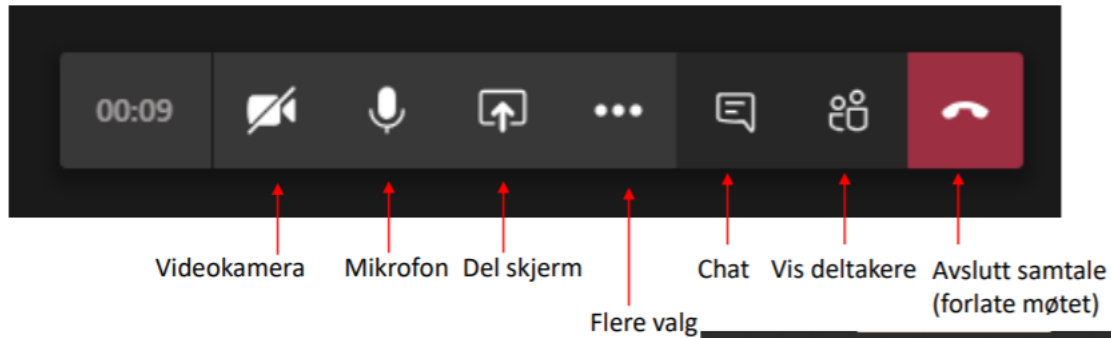 00:09
Videokamera
Mikrofon
Del skjerm
Flere valg
Chat
Vis deltakere
Avslutt samtale
(forlate møtet)